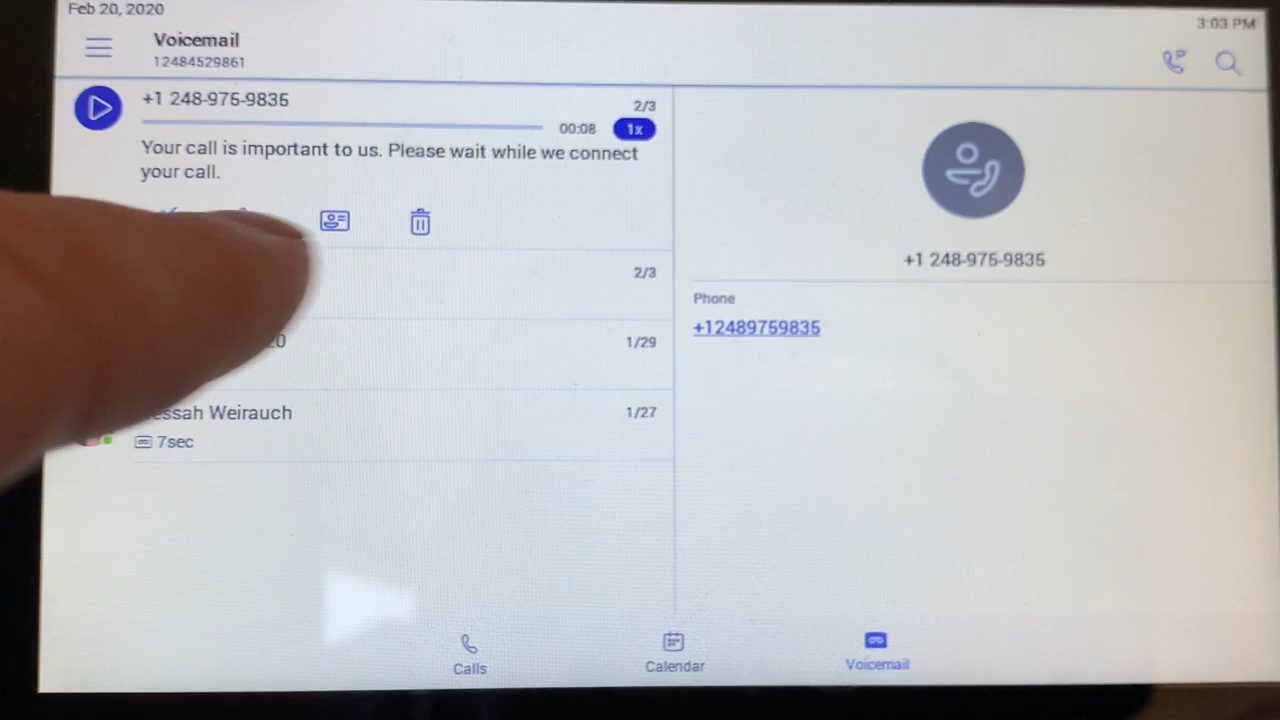 Feb 20, 2020
3:03 PM
Voicemail
12484529861
+1 248-975-9835
2/3
00:08
1x
Your call is important to us. Please wait while we connect
your call.
2/3
1/29
Weirauch
1/27
7sec
+1 248-975-9835
Phone
+12489759835
Calls
Calendar
Voicemail